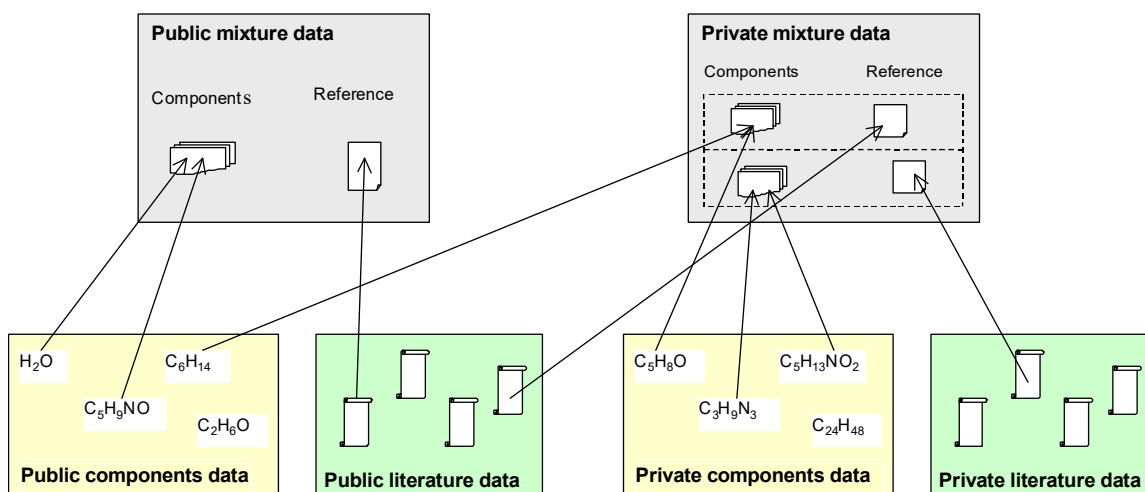 Public mixture data
Components
Reference
Private mixture data
Components
Reference
H₂O
C₆H₁₄
C₅H₉NO
C₂H₆O
Public components data
Public literature data
C₅H₈O
C₅H₁₃NO₂
C₃H₉N₃
C₂₄H₄₈
Private components data
Private literature data